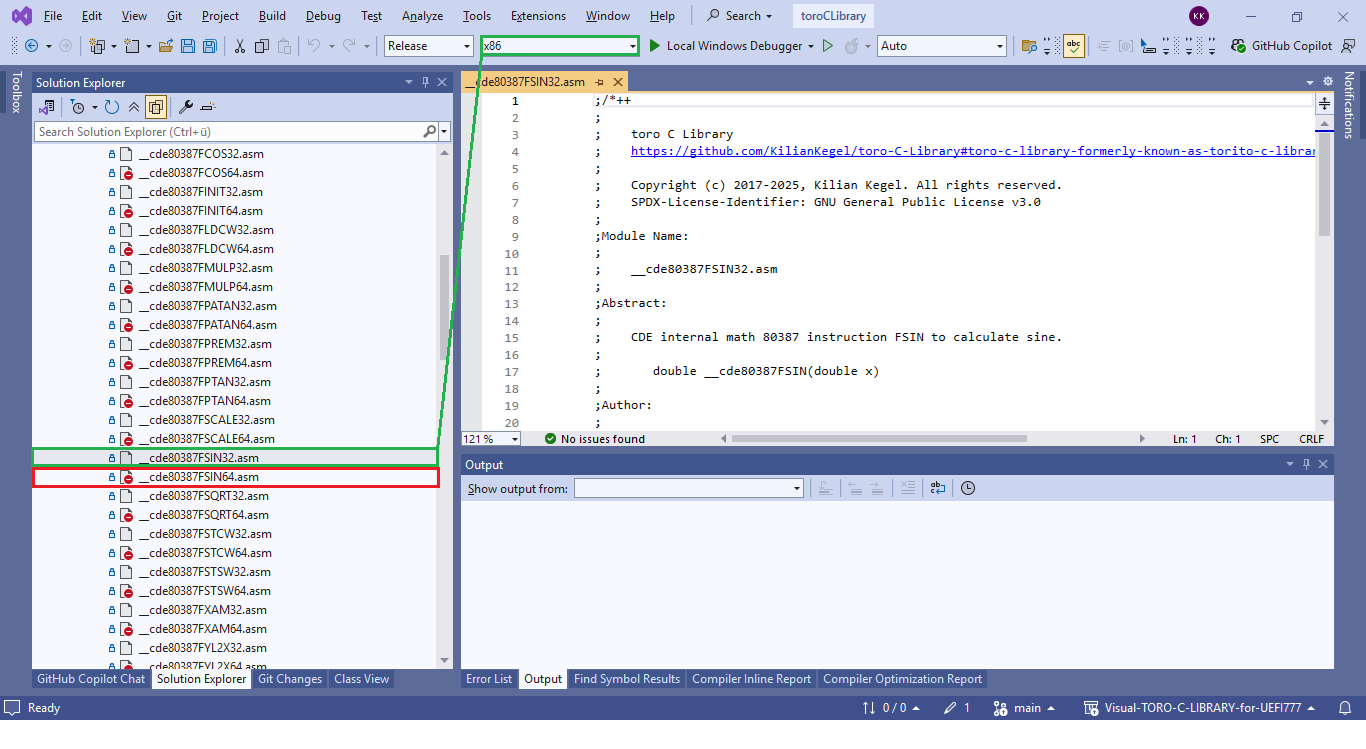 File Edit View Git Project Build Debug Test Analyze Tools Extensions Window Help Search toroCLibrary KK
Release x86 Local Windows Debugger Auto abc GitHub Copilot
Toolbox
Solution Explorer
Search Solution Explorer (Ctrl+ü)
__cde80387FCOS32.asm
__cde80387FCOS64.asm
__cde80387FINIT32.asm
__cde80387FINIT64.asm
__cde80387FLDCW32.asm
__cde80387FLDCW64.asm
__cde80387FMULP32.asm
__cde80387FMULP64.asm
__cde80387FPATAN32.asm
__cde80387FPATAN64.asm
__cde80387FPREM32.asm
__cde80387FPREM64.asm
__cde80387FPTAN32.asm
__cde80387FPTAN64.asm
__cde80387FSCALE32.asm
__cde80387FSCALE64.asm
__cde80387FSIN32.asm
__cde80387FSIN64.asm
__cde80387FSQRT32.asm
__cde80387FSQRT64.asm
__cde80387FSTCW32.asm
__cde80387FSTCW64.asm
__cde80387FSTSW32.asm
__cde80387FSTSW64.asm
__cde80387FXAM32.asm
__cde80387FXAM64.asm
__cde80387FYL2X32.asm
__cde80387FYL2X64.asm
GitHub Copilot Chat Solution Explorer Git Changes Class View
__cde80387FSIN32.asm
1 ;/*++
2 ;
3 ; toro C Library
4 ; https://github.com/KilianKegel/toro-C-Library#toro-c-library-formerly-known-as-torito-c-librar
5 ;
6 ; Copyright (c) 2017-2025, Kilian Kegel. All rights reserved.
7 ; SPDX-License-Identifier: GNU General Public License v3.0
8 ;
9 ;Module Name:
10 ;
11 ; __cde80387FSIN32.asm
12 ;
13 ;Abstract:
14 ;
15 ; CDE internal math 80387 instruction FSIN to calculate sine.
16 ;
17 ; double __cde80387FSIN(double x)
18 ;
19 ;Author:
20 ;
121 % No issues found Ln: 1 Ch: 1 SPC CRLF
Output
Show output from:
Error List Output Find Symbol Results Compiler Inline Report Compiler Optimization Report
Notifications
Ready 0 / 0 1 main Visual-TORO-C-LIBRARY-for-UEFI777